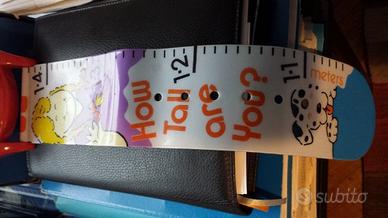 1·4
How
Tall
1·2
are
You?
1·1
meters
subito